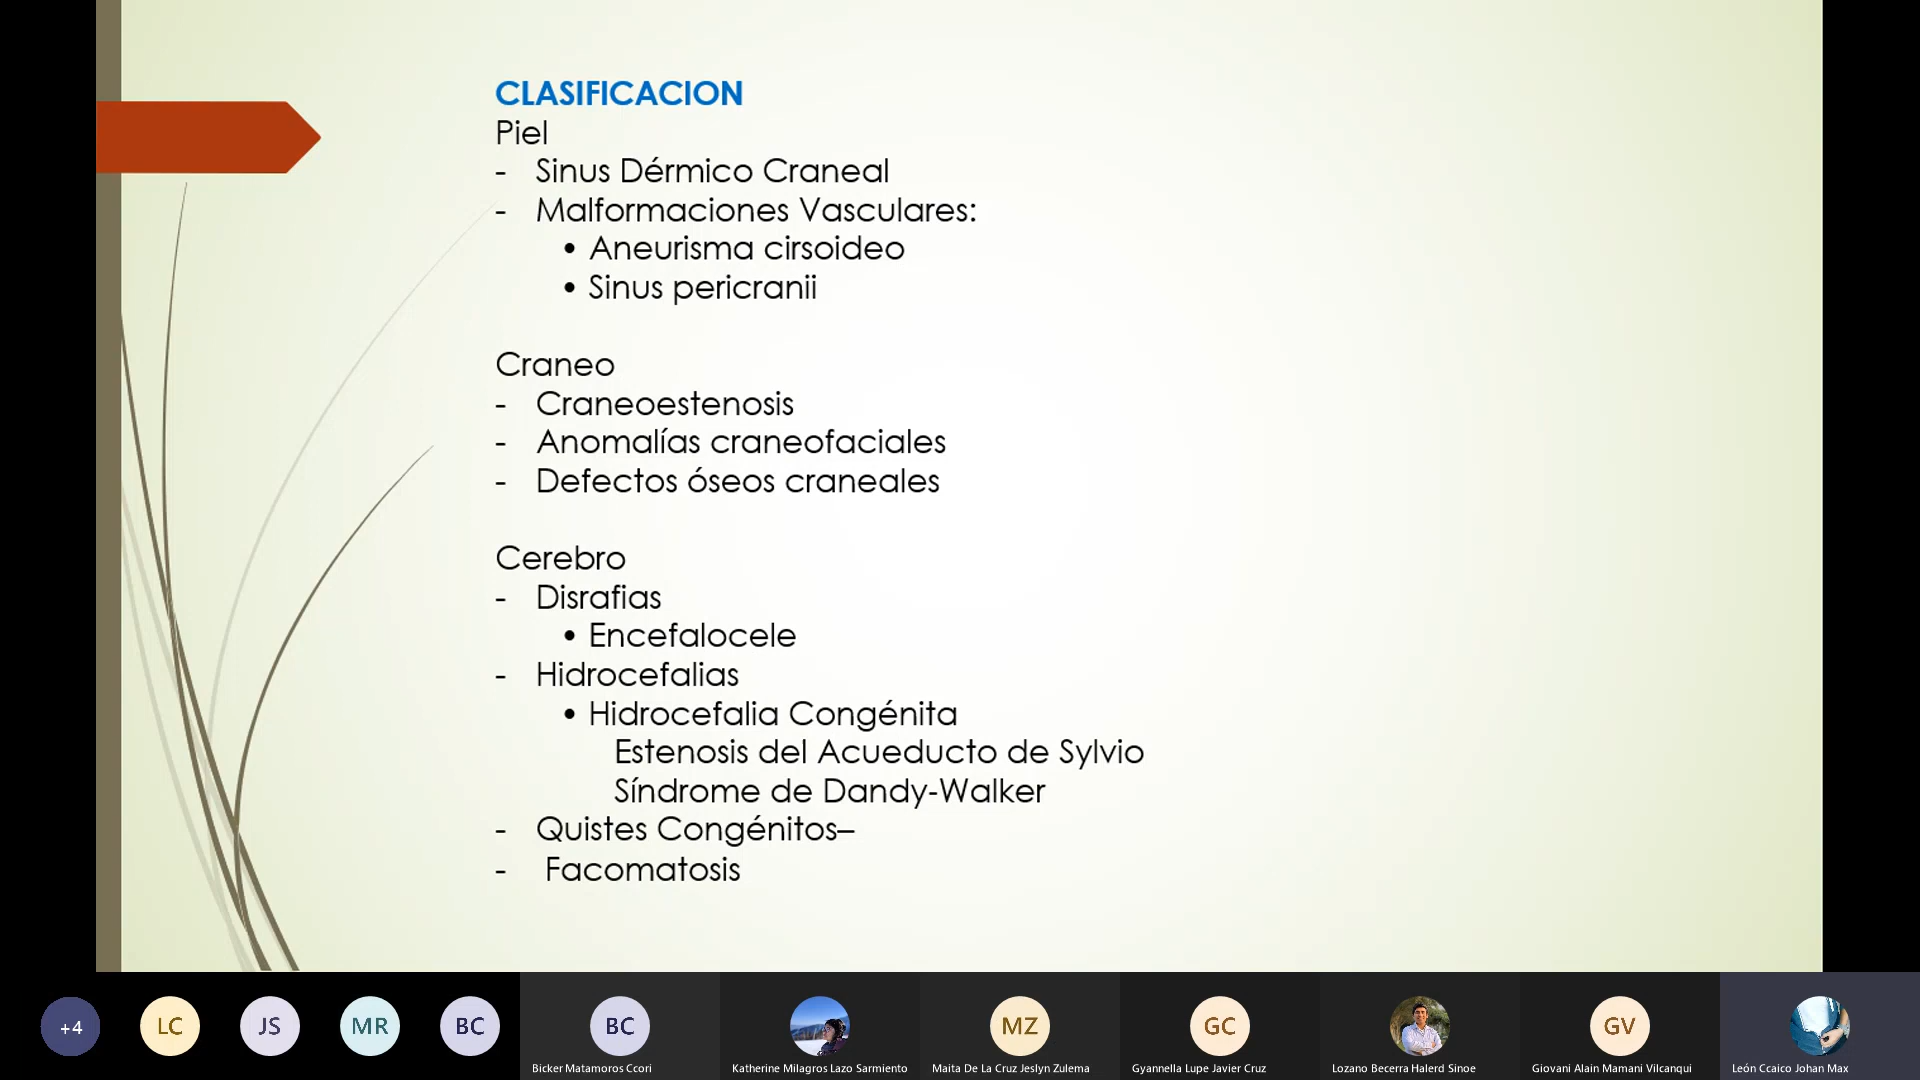 CLASIFICACION
Piel
- Sinus Dérmico Craneal
- Malformaciones Vasculares:
• Aneurisma cirsoideo
• Sinus pericranii
Craneo
- Craneoestenosis
- Anomalías craneofaciales
- Defectos óseos craneales
Cerebro
- Disrafias
• Encefalocele
- Hidrocefalias
• Hidrocefalia Congénita
Estenosis del Acueducto de Sylvio
Síndrome de Dandy-Walker
- Quistes Congénitos–
- Facomatosis
+4
LC
JS
MR
BC
BC
MZ
GC
GV
Bicker Matamoros Ccori
Katherine Milagros Lazo Sarmiento
Maita De La Cruz Jeslyn Zulema
Gyannella Lupe Javier Cruz
Lozano Becerra Halerd Sinoe
Giovani Alain Mamani Vilcanqui
León Ccaico Johan Max